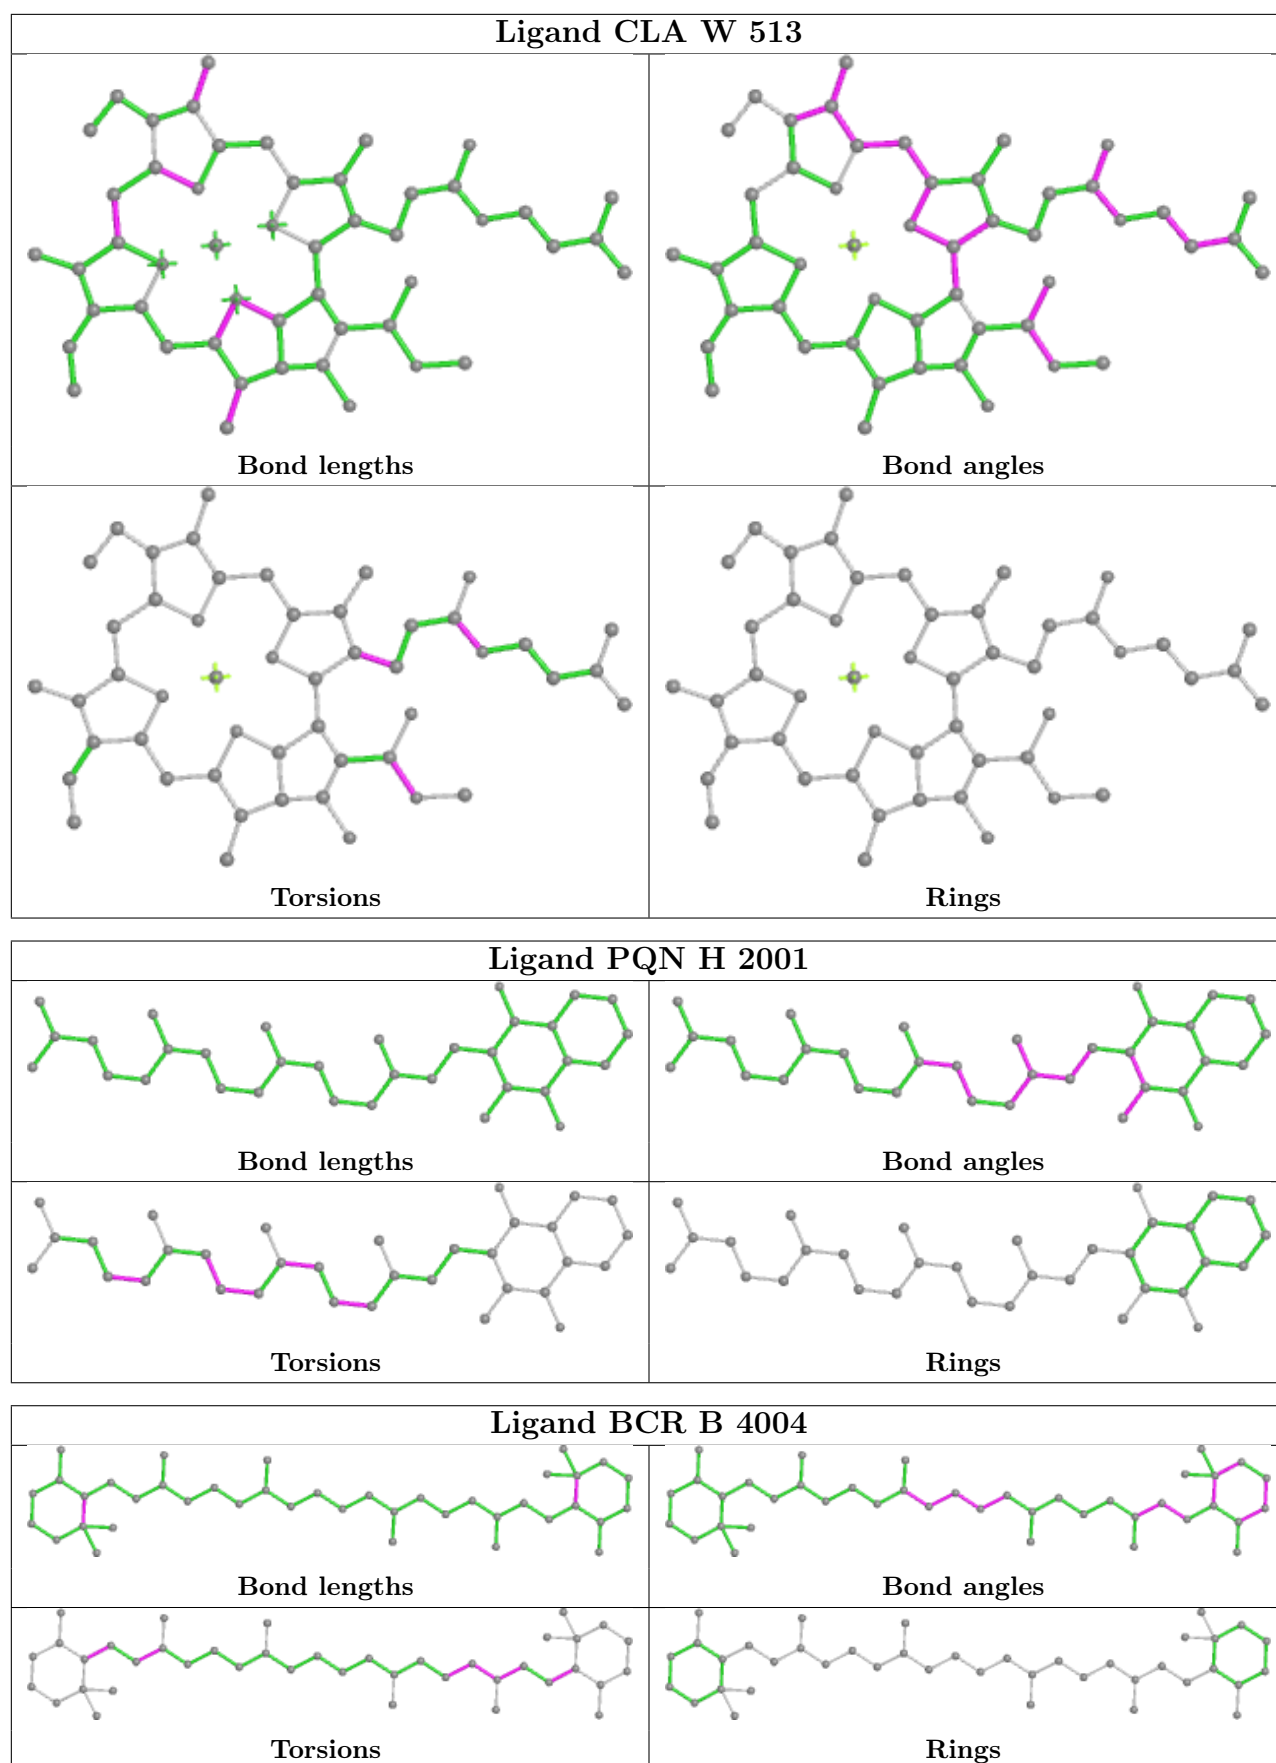 Ligand CLA W 513
Bond lengths
Bond angles
Torsions
Rings
Ligand PQN H 2001
Bond lengths
Bond angles
Torsions
Rings
Ligand BCR B 4004
Bond lengths
Bond angles
Torsions
Rings